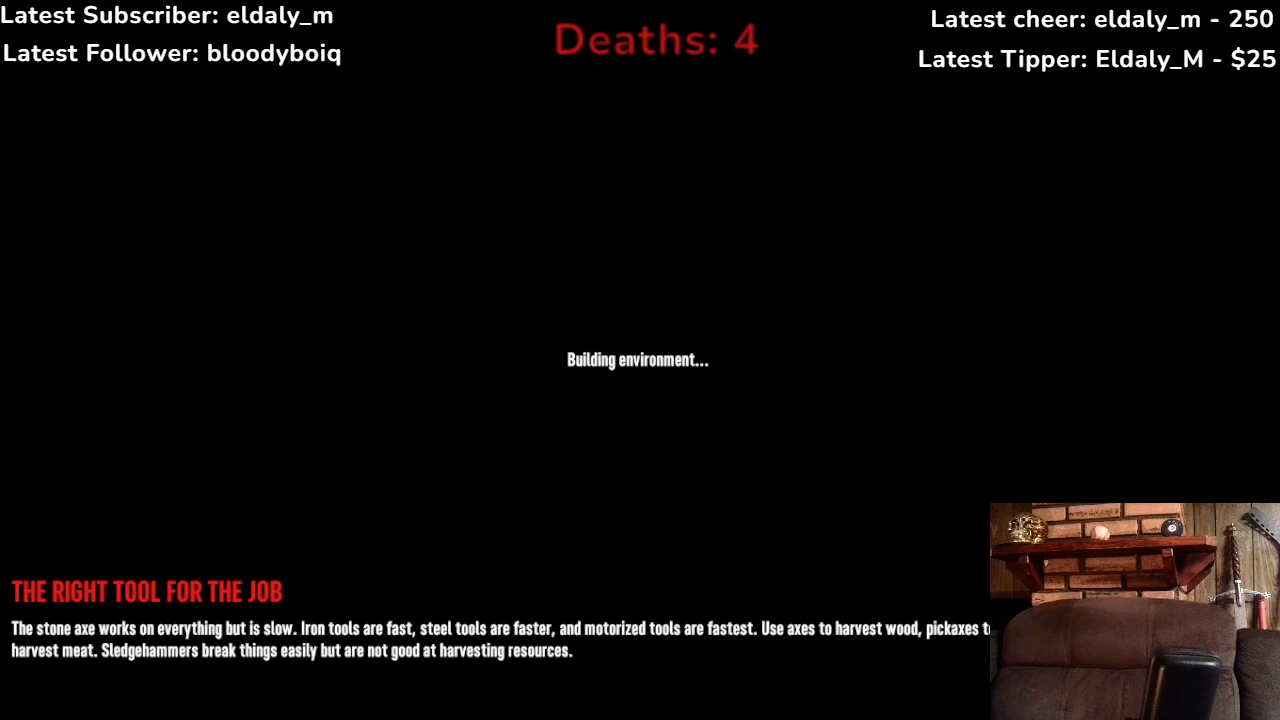 Latest Subscriber: eldaly_m
Latest Follower: bloodyboiq
Deaths: 4
Latest cheer: eldaly_m - 250
Latest Tipper: Eldaly_M - $25
Building environment...
THE RIGHT TOOL FOR THE JOB
The stone axe works on everything but is slow. Iron tools are fast, steel tools are faster, and motorized tools are fastest. Use axes to harvest wood, pickaxes
harvest meat. Sledgehammers break things easily but are not good at harvesting resources.